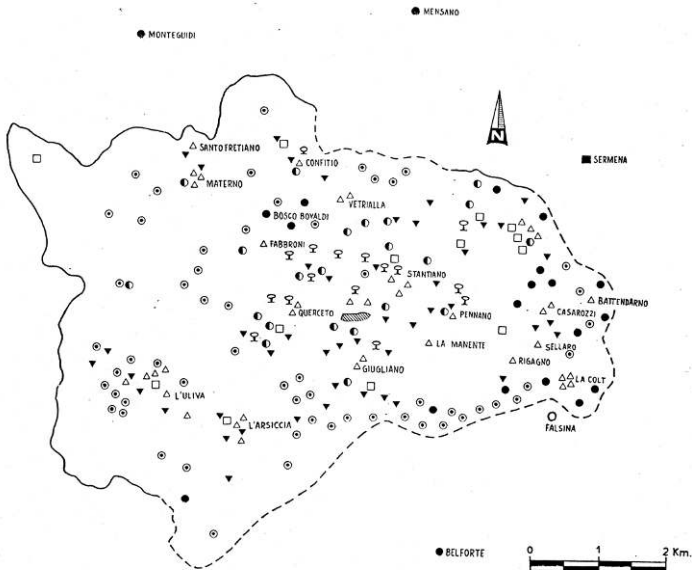 MENSANO
MONTEGUIDI
N
SANTO FRETIANO
CONFITIO
SERMENA
MATERNO
VETRIALLA
BOSCO BOVALDI
FABBRONI
STANTIANO
BATTENDARNO
QUERCETO
PENNANO
CASAROZZI
LA MANENTE
SELLARO
RIGAGNO
GIUGLIANO
LA COLT
L'ULIVA
L'ARSICCIA
FALSINA
BELFORTE
0 1 2 Km.